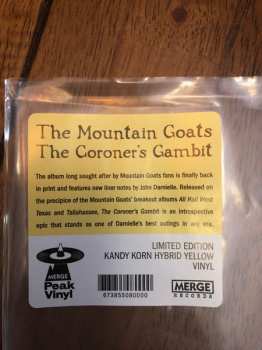 The Mountain Goats
The Coroner's Gambit
The album long sought after by Mountain Goats fans is finally back
in print and features new liner notes by John Darnielle. Released on
the precipice of the Mountain Goats' breakout albums All Hail West
Texas and Tallahassee, The Coroner's Gambit is an introspective
epic that stands as one of Darnielle's best outings in any era.
MERGE
Peak
Vinyl
LIMITED EDITION
KANDY KORN HYBRID YELLOW
VINYL
673855080000
MERGE
RECORDS